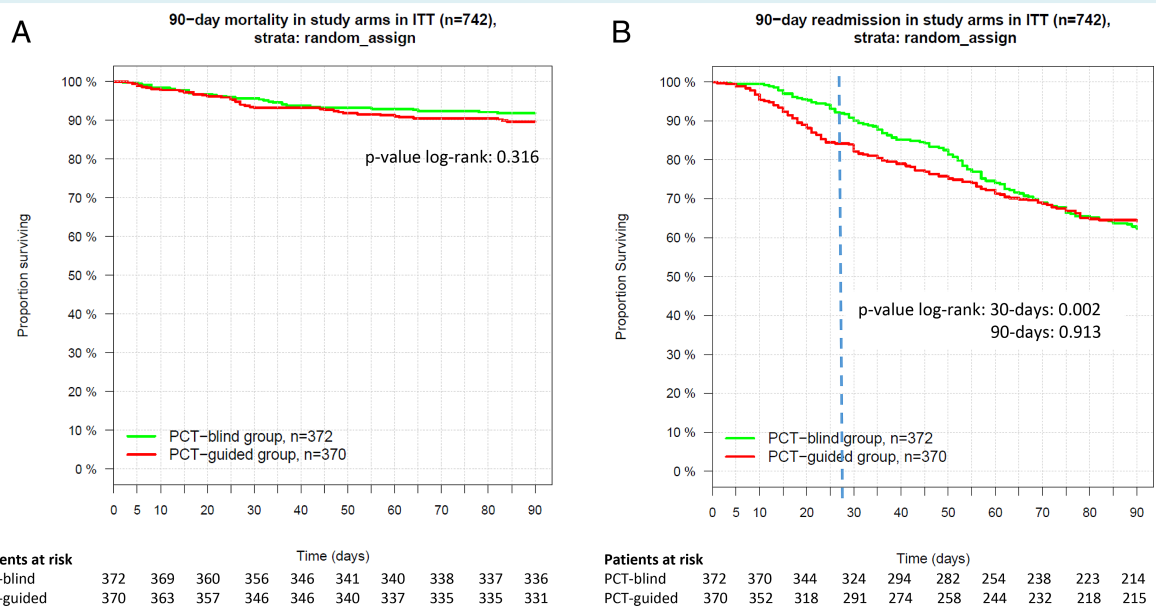 A
90−day mortality in study arms in ITT (n=742),
strata: random_assign
100 %
90 %
80 %
70 %
60 %
50 %
40 %
30 %
20 %
10 %
0 %
Proportion surviving
p-value log-rank: 0.316
PCT−blind group, n=372
PCT−guided group, n=370
0 5 10 20 30 40 50 60 70 80 90
Time (days)
ents at risk
-blind 372 369 360 356 346 341 340 338 337 336
-guided 370 363 357 346 346 340 337 335 335 331
B
90−day readmission in study arms in ITT (n=742),
strata: random_assign
100 %
90 %
80 %
70 %
60 %
50 %
40 %
30 %
20 %
10 %
0 %
Proportion Surviving
p-value log-rank: 30-days: 0.002
90-days: 0.913
PCT−blind group, n=372
PCT−guided group, n=370
0 5 10 20 30 40 50 60 70 80 90
Time (days)
Patients at risk
PCT-blind 372 370 344 324 294 282 254 238 223 214
PCT-guided 370 352 318 291 274 258 244 232 218 215